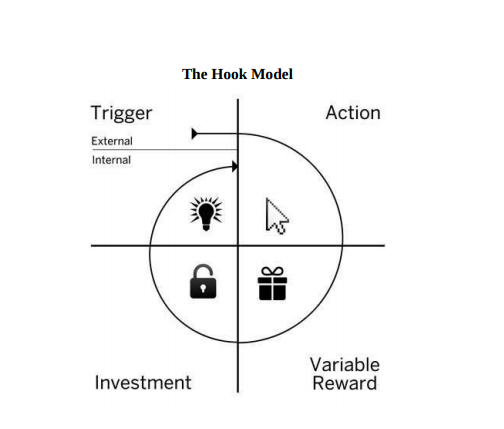 The Hook Model
Trigger
Action
External
Internal
Investment
Variable
Reward